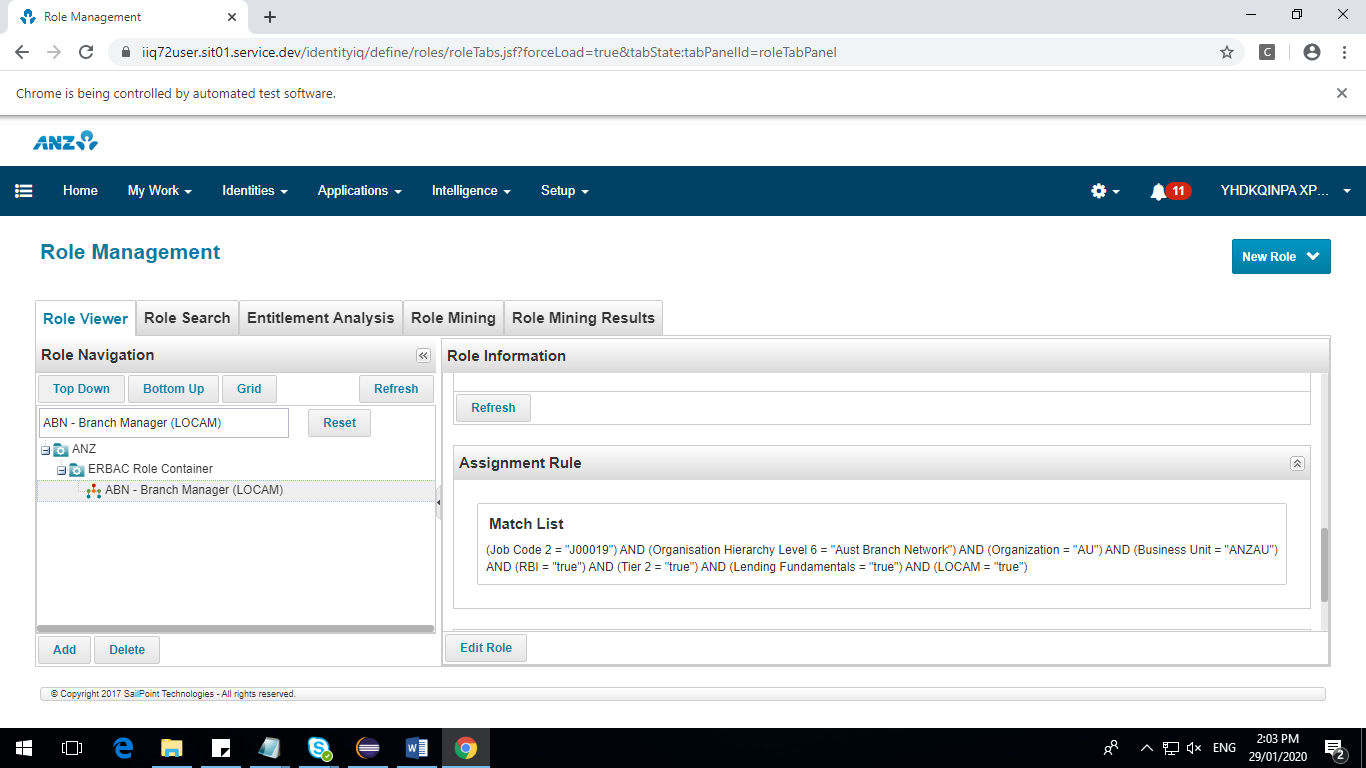 Role Management
iiq72user.sit01.service.dev/identityiq/define/roles/roleTabs.jsf?forceLoad=true&tabState:tabPanelId=roleTabPanel
C
Chrome is being controlled by automated test software.
ANZ
Home My Work Identities Applications Intelligence Setup 11 YHDKQINPA XP...
Role Management
New Role
Role Viewer Role Search Entitlement Analysis Role Mining Role Mining Results
Role Navigation
Role Information
Top Down Bottom Up Grid Refresh
Refresh
ABN - Branch Manager (LOCAM) Reset
ANZ
ERBAC Role Container
ABN - Branch Manager (LOCAM)
Assignment Rule
Match List
(Job Code 2 = "J00019") AND (Organisation Hierarchy Level 6 = "Aust Branch Network") AND (Organization = "AU") AND (Business Unit = "ANZAU")
AND (RBI = "true") AND (Tier 2 = "true") AND (Lending Fundamentals = "true") AND (LOCAM = "true")
Add Delete
Edit Role
© Copyright 2017 SailPoint Technologies - All rights reserved.
ENG
2:03 PM
29/01/2020
2